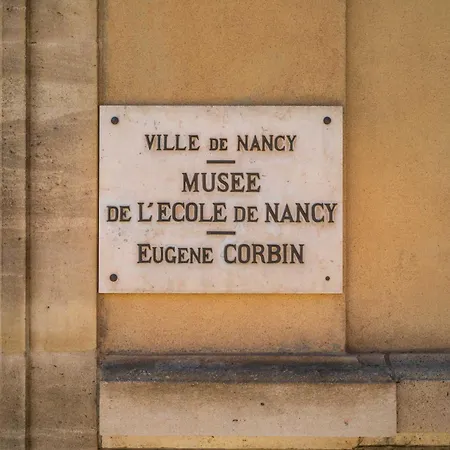 VILLE DE NANCY
MUSEE
DE L'ECOLE DE NANCY
EUGENE CORBIN